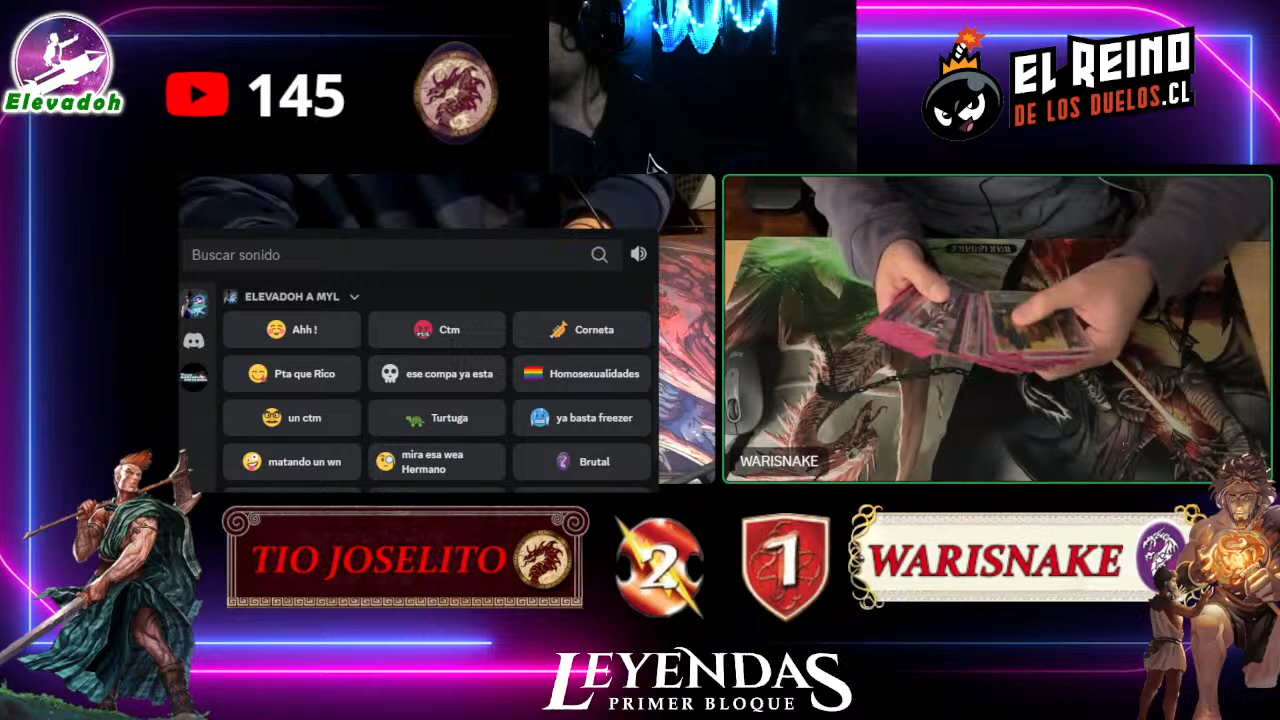 Elevadoh
145
EL REINO
DE LOS DUELOS.CL
Buscar sonido
ELEVADOH A MYL
Ahh !
Ctm
Corneta
Pta que Rico
ese compa ya esta
Homosexualidades
un ctm
Turtuga
ya basta freezer
matando un wn
mira esa wea
Hermano
Brutal
WARISNAKE
WARISNAKE
TIO JOSELITO
2
1
WARISNAKE
LEYENDAS
PRIMER BLOQUE